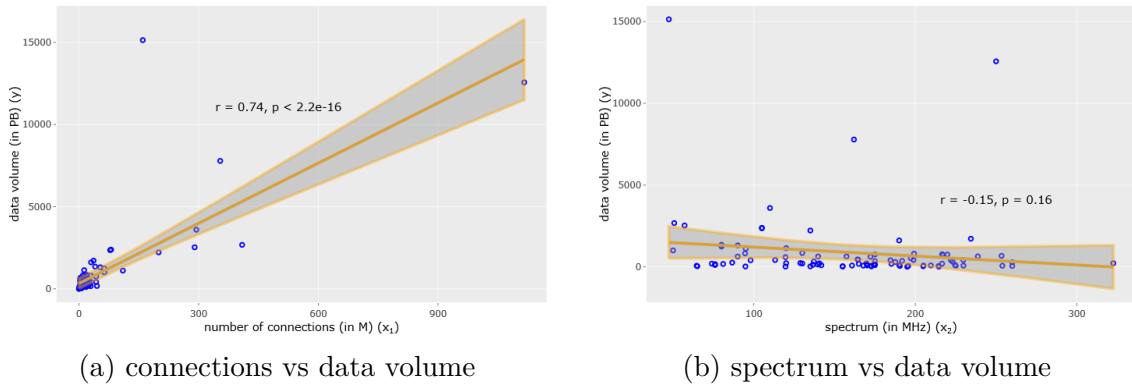 15000
10000
5000
0
data volume (in PB) (y)
r = 0.74, p < 2.2e-16
0 300 600 900
number of connections (in M) (x₁)
(a) connections vs data volume
15000
10000
5000
0
data volume (in PB) (y)
r = -0.15, p = 0.16
100 200 300
spectrum (in MHz) (x₂)
(b) spectrum vs data volume